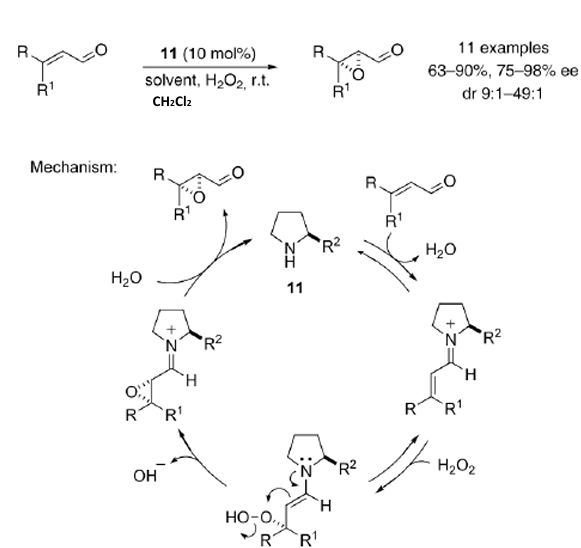 R
O
R¹
11 (10 mol%)
solvent, H₂O₂, r.t.
CH₂Cl₂
R
O
R¹
O
11 examples
63–90%, 75–98% ee
dr 9:1–49:1
Mechanism:
R
O
R¹
O
N
H
R²
11
R
O
R¹
H₂O
H₂O
+
N
R²
H
O
R
R¹
+
N
R²
H
R
R¹
OH⁻
N
R²
H
HO-O
R
R¹
H₂O₂